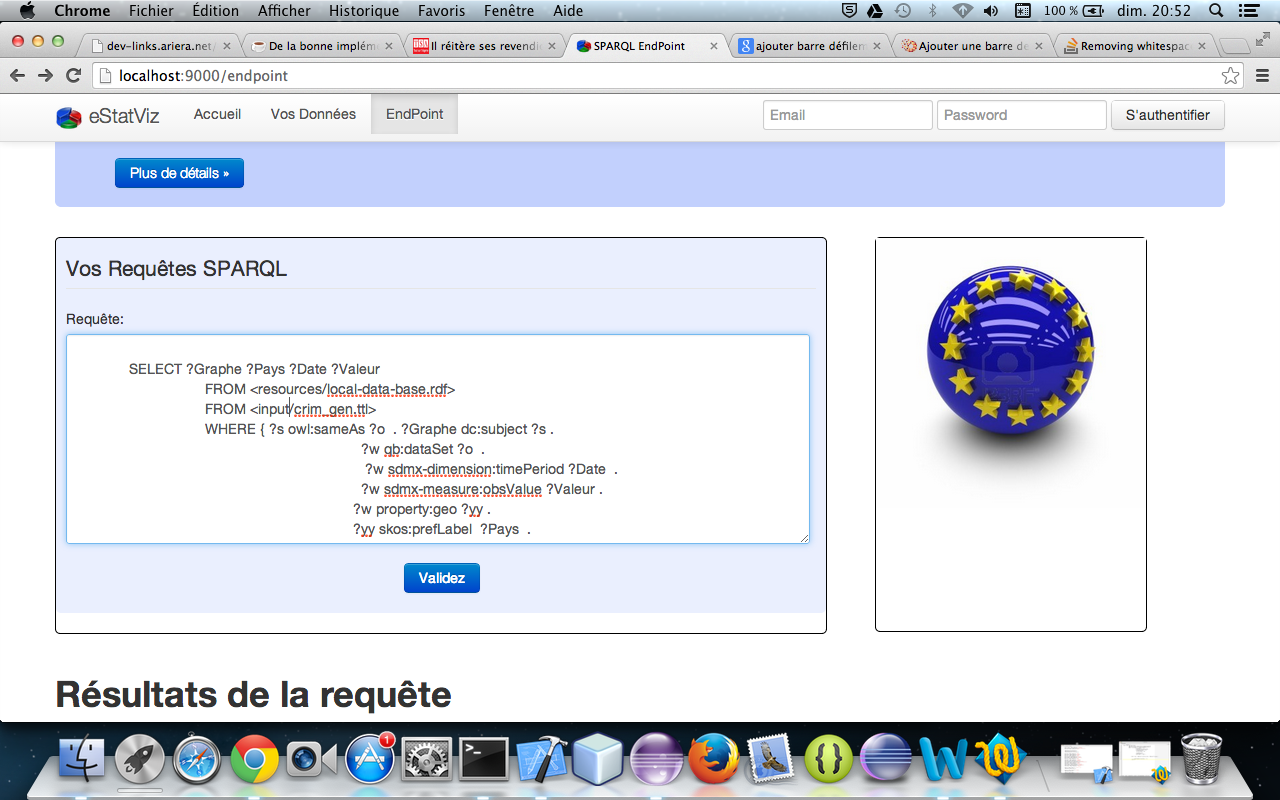 Chrome Fichier Édition Afficher Historique Favoris Fenêtre Aide 100 % dim. 20:52
dev-links.ariera.net/ De la bonne implém Il réitère ses revendi SPARQL EndPoint ajouter barre défilem Ajouter une barre de Removing whitespac
localhost:9000/endpoint
eStatViz Accueil Vos Données EndPoint Email Password S'authentifier
Plus de détails »
Vos Requêtes SPARQL
Requête:
SELECT ?Graphe ?Pays ?Date ?Valeur
FROM <resources/local-data-base.rdf>
FROM <input/crim_gen.ttl>
WHERE { ?s owl:sameAs ?o . ?Graphe dc:subject ?s .
?w qb:dataSet ?o .
?w sdmx-dimension:timePeriod ?Date .
?w sdmx-measure:obsValue ?Valeur .
?w property:geo ?yy .
?yy skos:prefLabel ?Pays .
Validez
Résultats de la requête
1